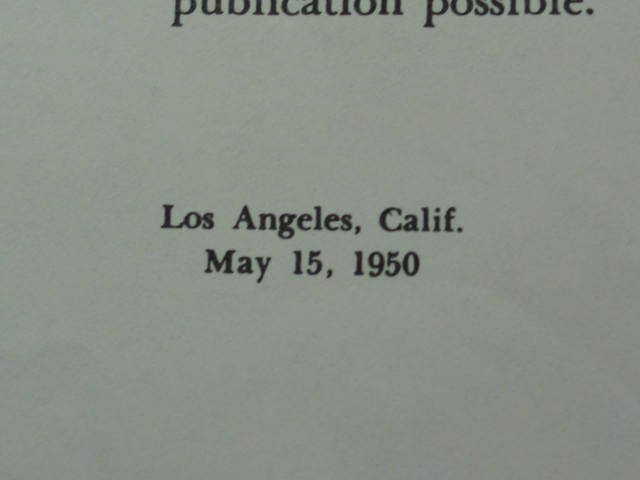 publication possible.
Los Angeles, Calif.
May 15, 1950